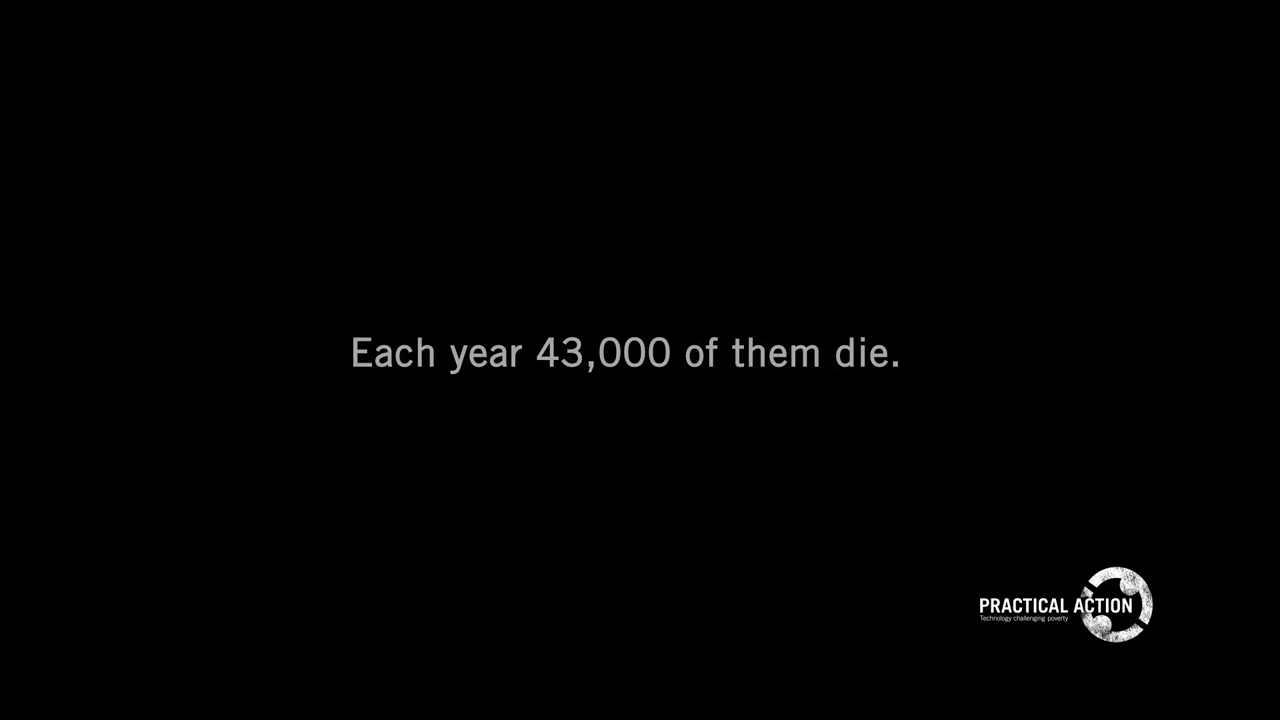 Each year 43,000 of them die.
PRACTICAL ACTION
Technology challenging poverty